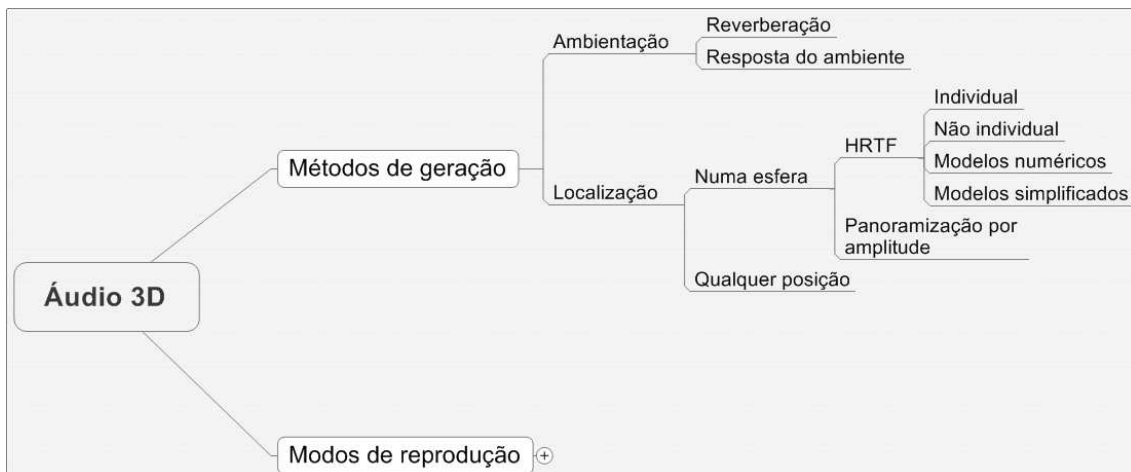 Áudio 3D
Métodos de geração
Ambientação
Reverberação
Resposta do ambiente
Localização
Numa esfera
HRTF
Individual
Não individual
Modelos numéricos
Modelos simplificados
Panoramização por
amplitude
Qualquer posição
Modos de reprodução